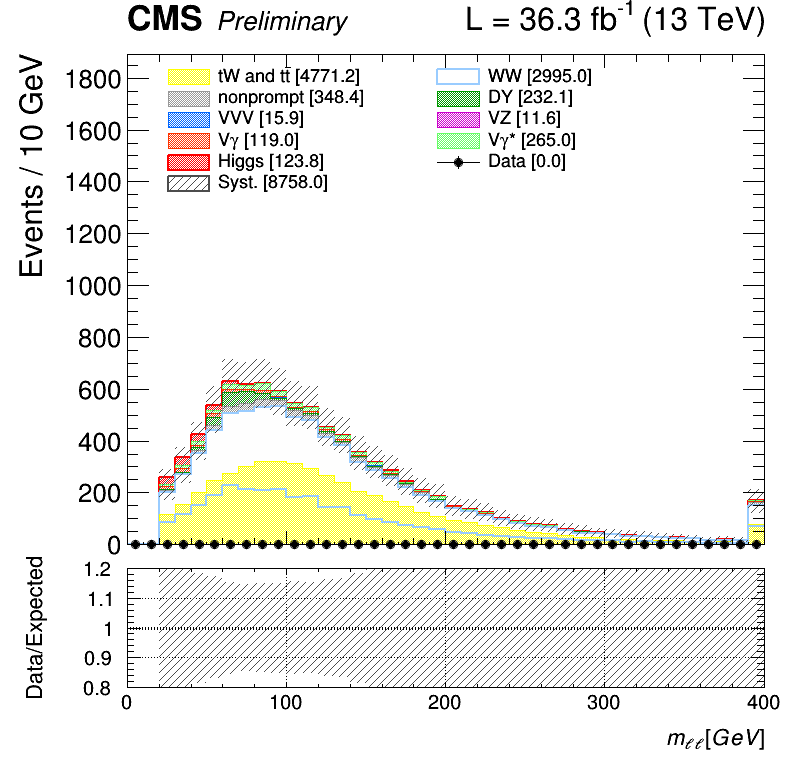 CMS Preliminary L = 36.3 fb⁻¹ (13 TeV)
Events / 10 GeV
1800
1600
1400
1200
1000
800
600
400
200
0
tW and tt̄ [4771.2]
nonprompt [348.4]
VVV [15.9]
Vγ [119.0]
Higgs [123.8]
Syst. [8758.0]
WW [2995.0]
DY [232.1]
VZ [11.6]
Vγ* [265.0]
Data [0.0]
Data/Expected
1.2
1.1
1
0.9
0.8
0 100 200 300 400
mℓℓ[GeV]